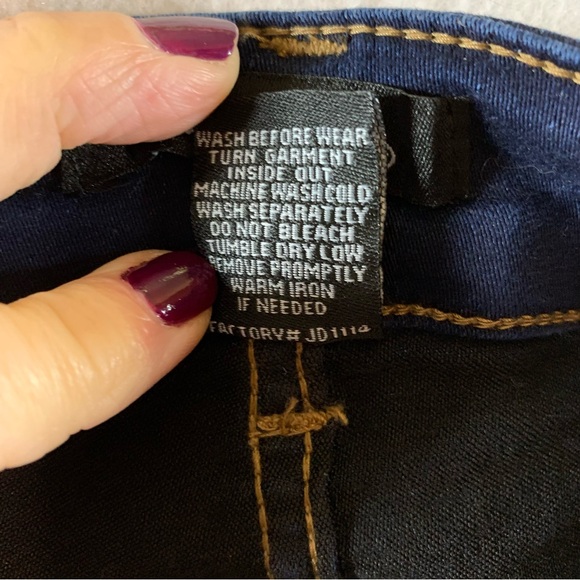 WASH BEFORE WEAR
TURN GARMENT
INSIDE OUT
MACHINE WASH COLD
WASH SEPARATELY
DO NOT BLEACH
TUMBLE DRY LOW
REMOVE PROMPTLY
WARM IRON
IF NEEDED
FACTORY# JD1114